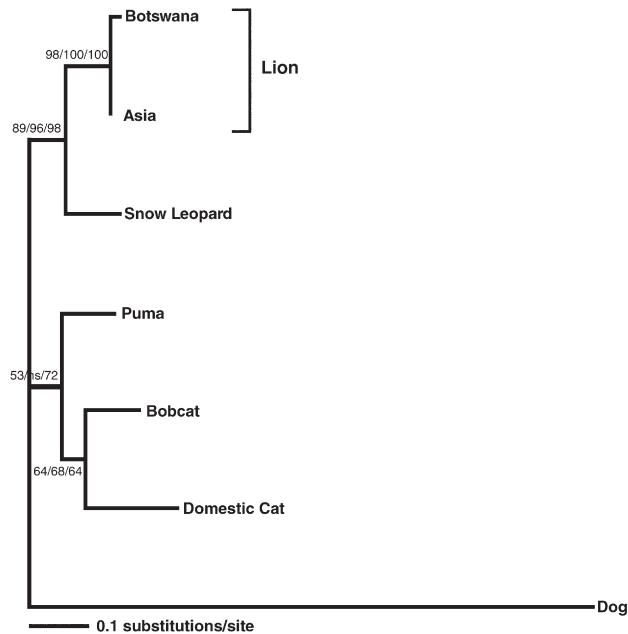 Botswana
98/100/100
Lion
Asia
89/96/98
Snow Leopard
Puma
53/ns/72
Bobcat
64/68/64
Domestic Cat
Dog
0.1 substitutions/site